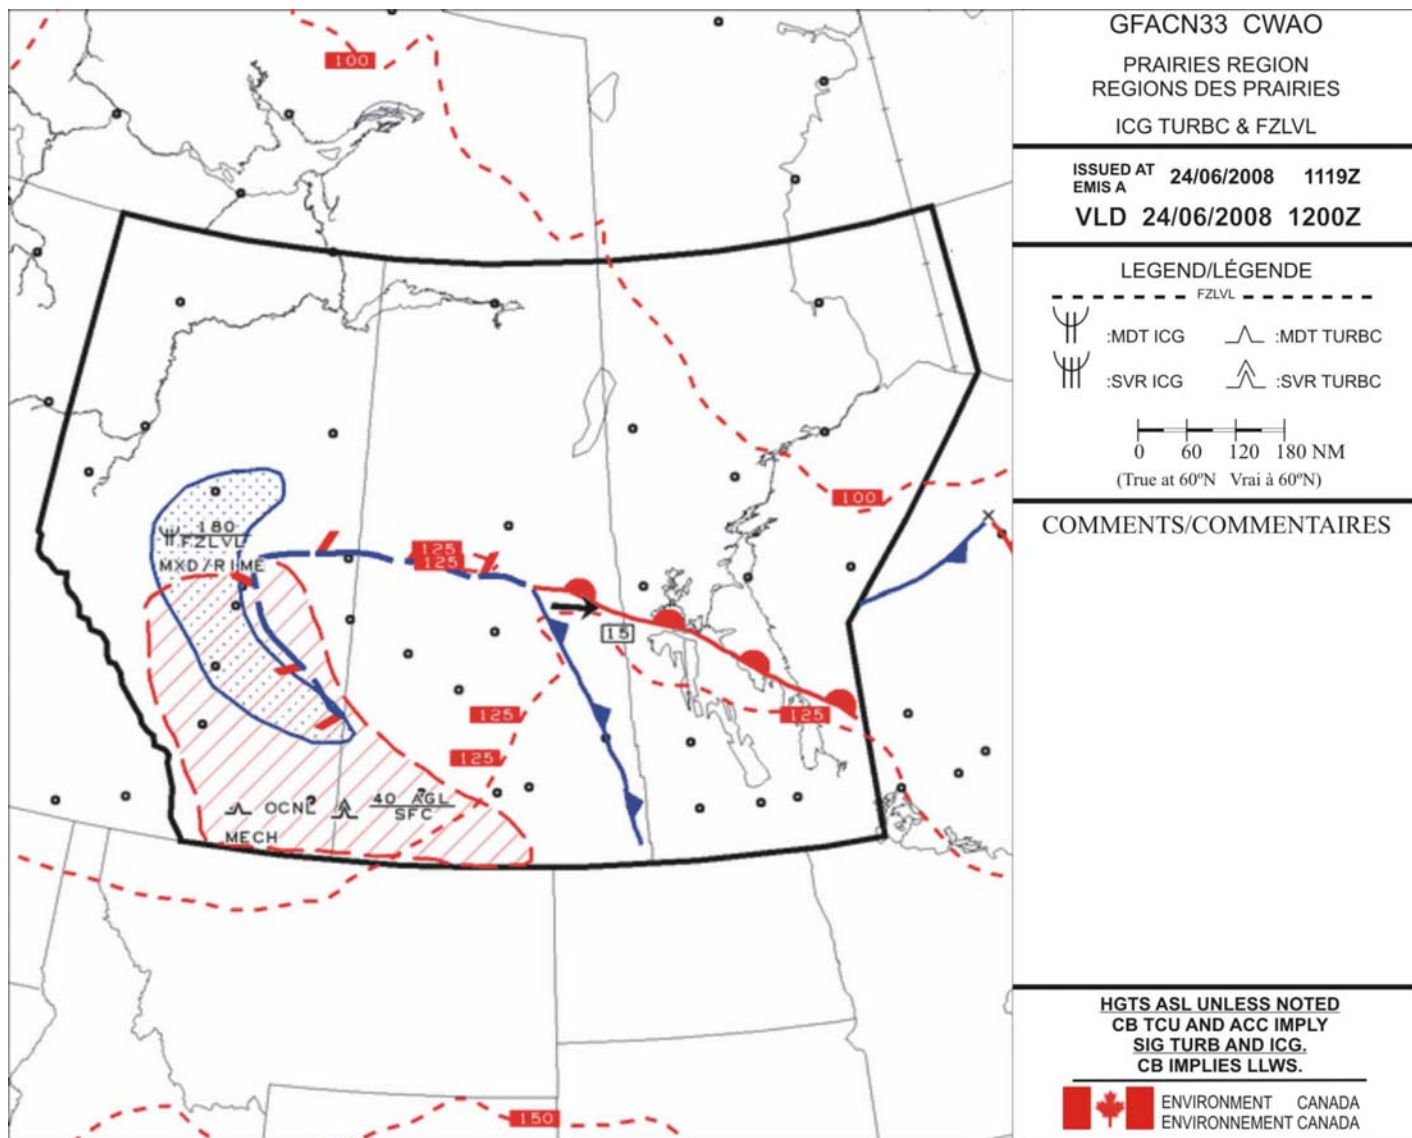 GFACN33 CWAO
PRAIRIES REGION
REGIONS DES PRAIRIES
ICG TURBC & FZLVL
ISSUED AT
EMIS A
24/06/2008 1119Z
VLD 24/06/2008 1200Z
LEGEND/LÉGENDE
FZLVL
:MDT ICG
:MDT TURBC
:SVR ICG
:SVR TURBC
0 60 120 180 NM
(True at 60ºN Vrai à 60ºN)
COMMENTS/COMMENTAIRES
HGTS ASL UNLESS NOTED
CB TCU AND ACC IMPLY
SIG TURB AND ICG.
CB IMPLIES LLWS.
ENVIRONMENT CANADA
ENVIRONNEMENT CANADA
100
100
180
FZLVL
MXD/RIME
125
125
15
125
125
125
OCNL
40 AGL
SFC
MECH
150